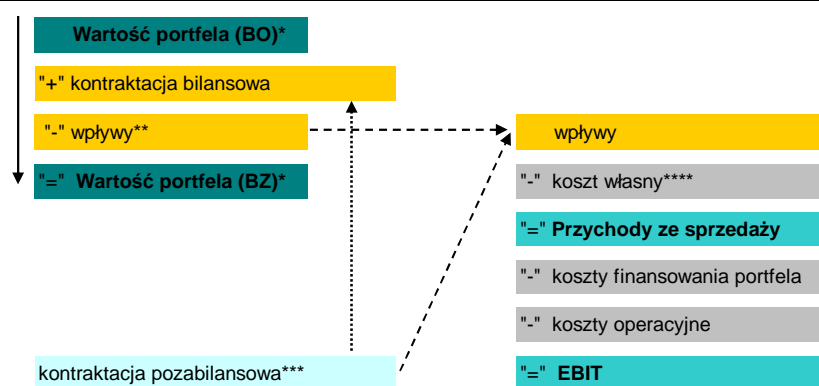 Wartość portfela (BO)*
"+" kontraktacja bilansowa
"-" wpływy**
"=" Wartość portfela (BZ)*
kontraktacja pozabilansowa***
wpływy
"-" koszt własny****
"=" Przychody ze sprzedaży
"-" koszty finansowania portfela
"-" koszty operacyjne
"=" EBIT